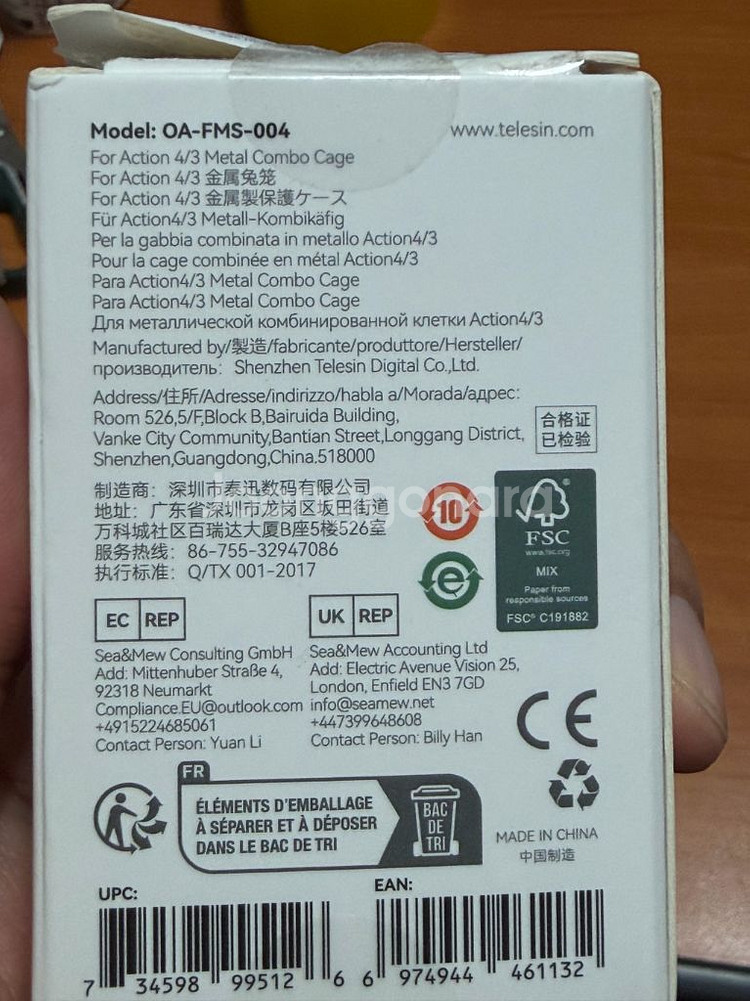 Model: OA-FMS-004
www.telesin.com
For Action 4/3 Metal Combo Cage
For Action 4/3 金属兔笼
For Action 4/3 金属製保護ケース
Für Action4/3 Metall-Kombikäfig
Per la gabbia combinata in metallo Action4/3
Pour la cage combinée en métal Action4/3
Para Action4/3 Metal Combo Cage
Para Action4/3 Metal Combo Cage
Для металлической комбинированной клетки Action4/3
Manufactured by/製造/fabricante/produttore/Hersteller/
производитель: Shenzhen Telesin Digital Co.,Ltd.
Address/住所/Adresse/indirizzo/habla a/Morada/адрес:
Room 526,5/F,Block B,Bairuida Building,
Vanke City Community,Bantian Street,Longgang District,
Shenzhen,Guangdong,China.518000
合格证
已检验
制造商: 深圳市泰迅数码有限公司
地址: 广东省深圳市龙岗区坂田街道
万科城社区百瑞达大厦B座5楼526室
服务热线: 86-755-32947086
执行标准: Q/TX 001-2017
10
e
FSC
www.fsc.org
MIX
Paper from
responsible sources
FSC® C191882
EC REP
Sea&Mew Consulting GmbH
Add: Mittenhuber Straße 4,
92318 Neumarkt
Compliance.EU@outlook.com
+4915224685061
Contact Person: Yuan Li
UK REP
Sea&Mew Accounting Ltd
Add: Electric Avenue Vision 25,
London, Enfield EN3 7GD
info@seamew.net
+447399648608
Contact Person: Billy Han
CE
FR
ÉLÉMENTS D'EMBALLAGE
À SÉPARER ET À DÉPOSER
DANS LE BAC DE TRI
BAC
DE
TRI
MADE IN CHINA
中国制造
UPC:
7 34598 99512 6
EAN:
6 974944 461132